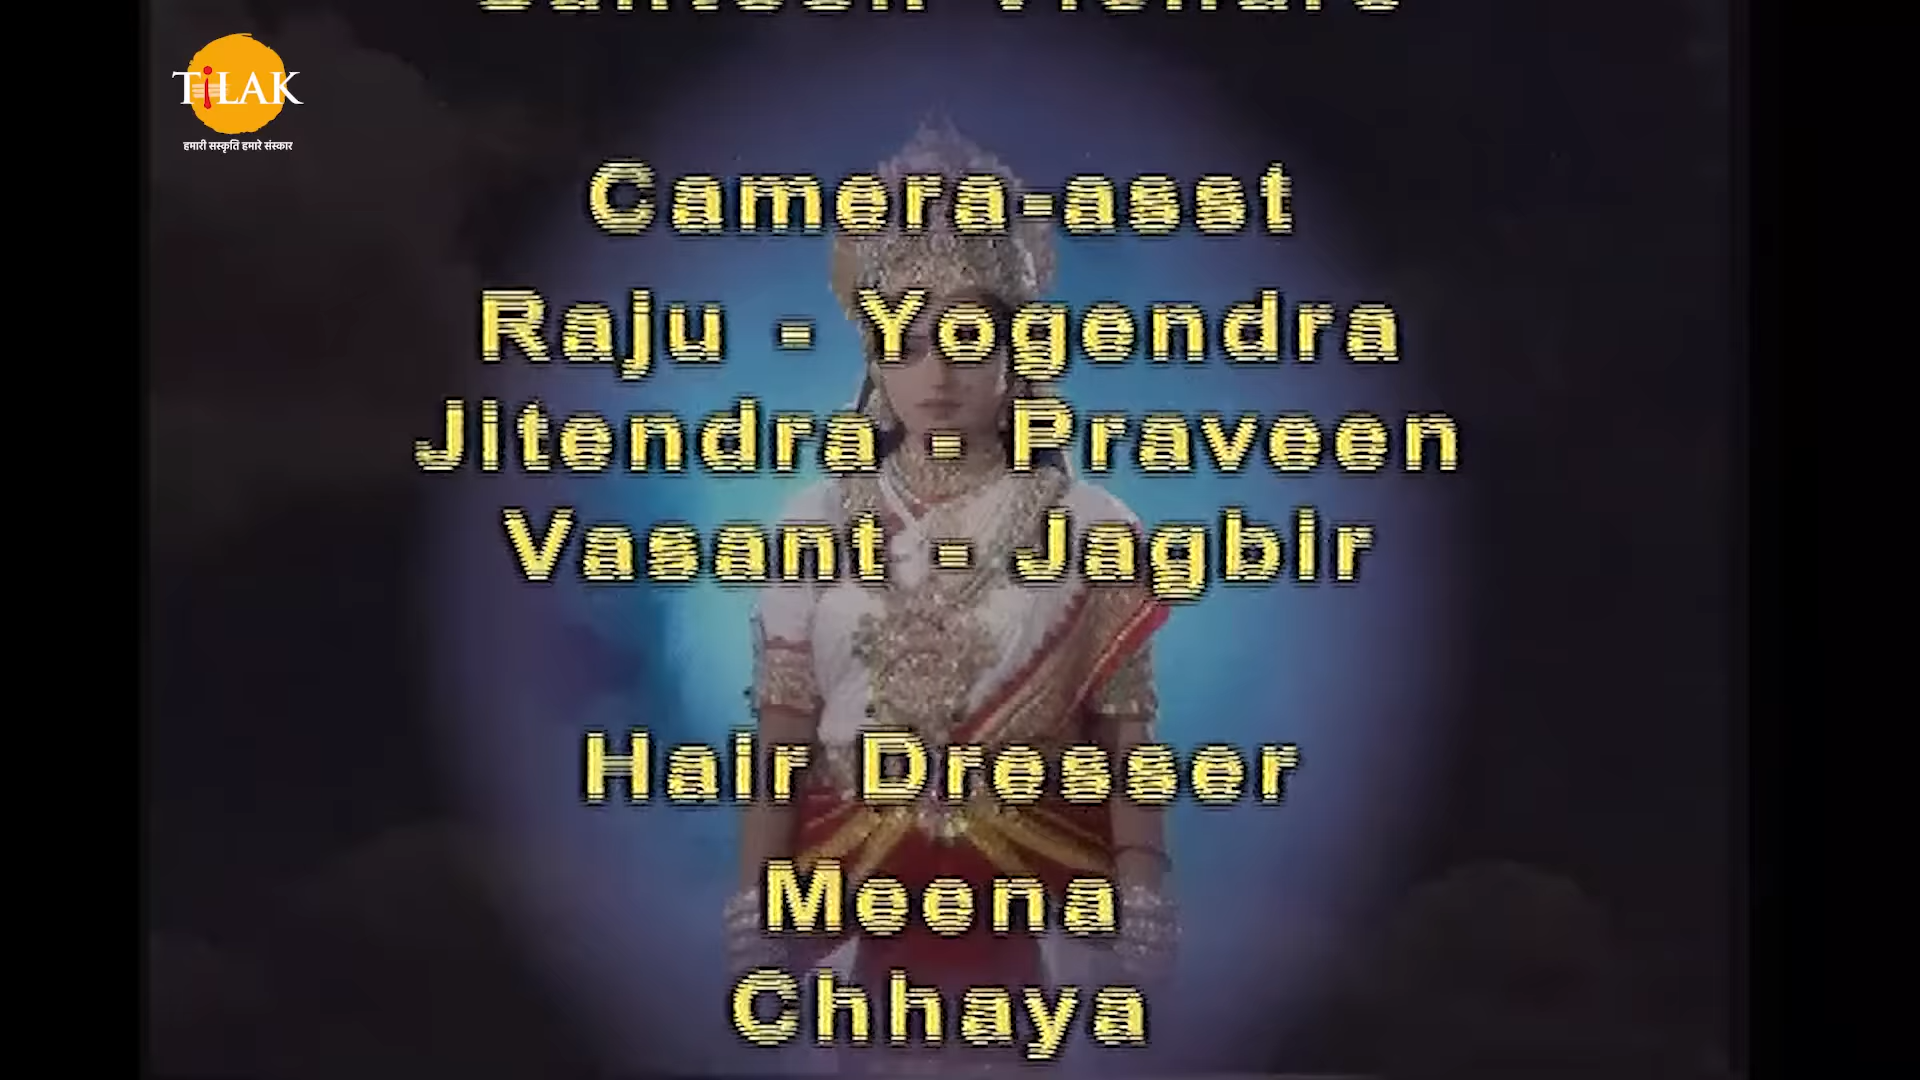 TiLAK
हमारी संस्कृति हमारे संस्कार
Camera-asst
Raju - Yogendra
Jitendra - Praveen
Vasant - Jagbir
Hair Dresser
Meena
Chhaya